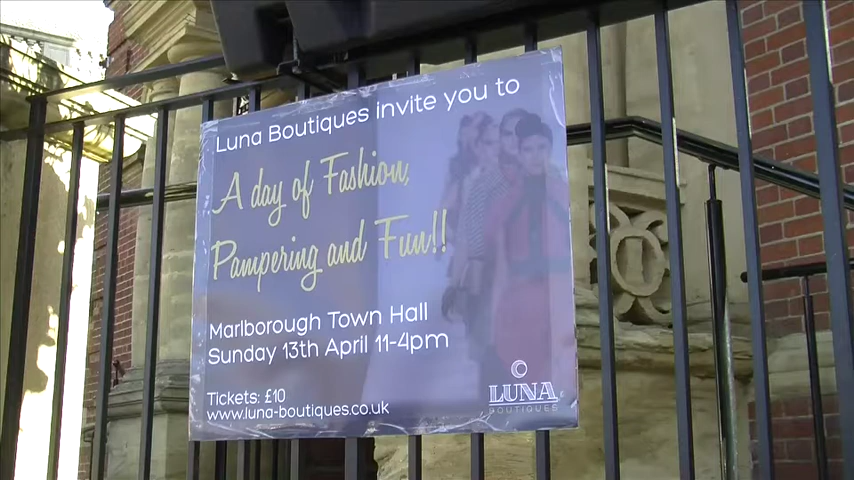 Luna Boutiques invite you to
A day of Fashion,
Pampering and Fun!!
Marlborough Town Hall
Sunday 13th April 11-4pm
Tickets: £10
www.luna-boutiques.co.uk
LUNA
BOUTIQUES